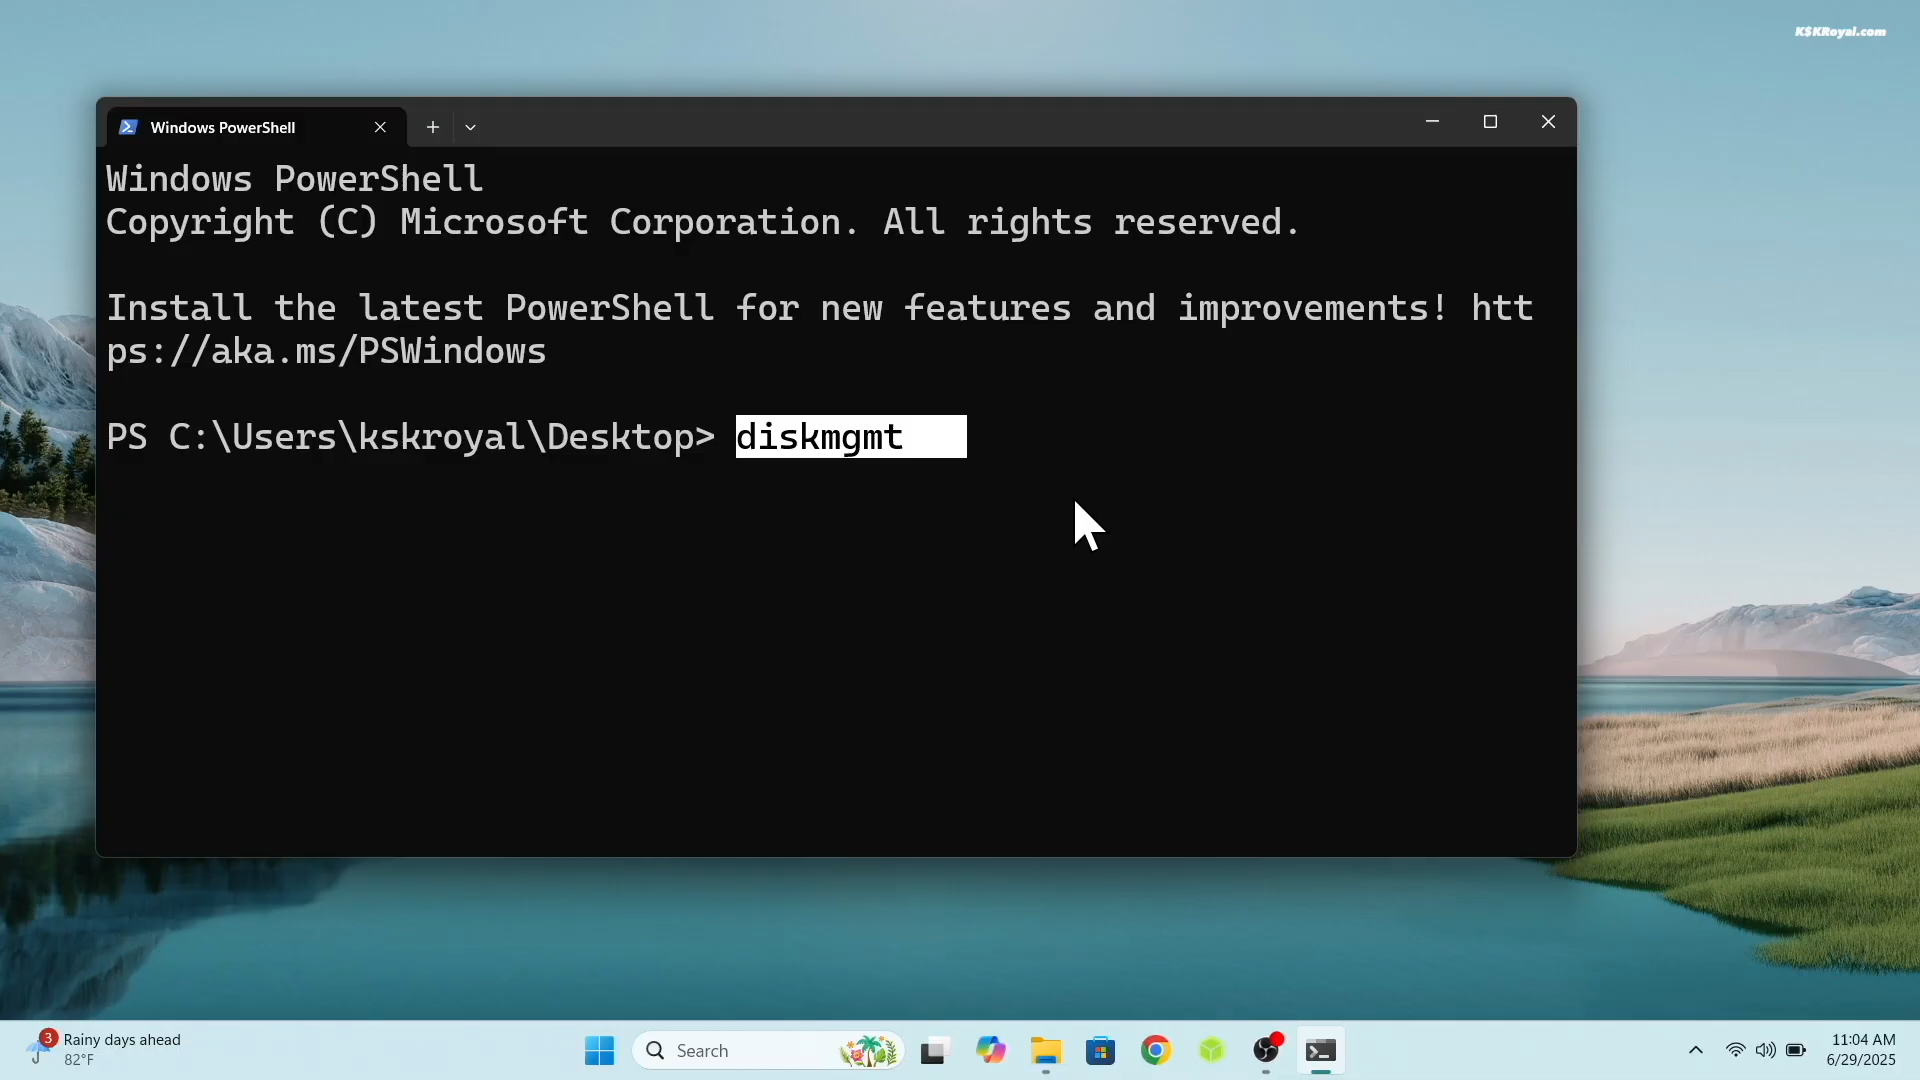 K$KRoyal.com
Windows PowerShell
Windows PowerShell
Copyright (C) Microsoft Corporation. All rights reserved.
Install the latest PowerShell for new features and improvements! htt
ps://aka.ms/PSWindows
PS C:\Users\kskroyal\Desktop> diskmgmt
3
Rainy days ahead
82°F
Search
11:04 AM
6/29/2025